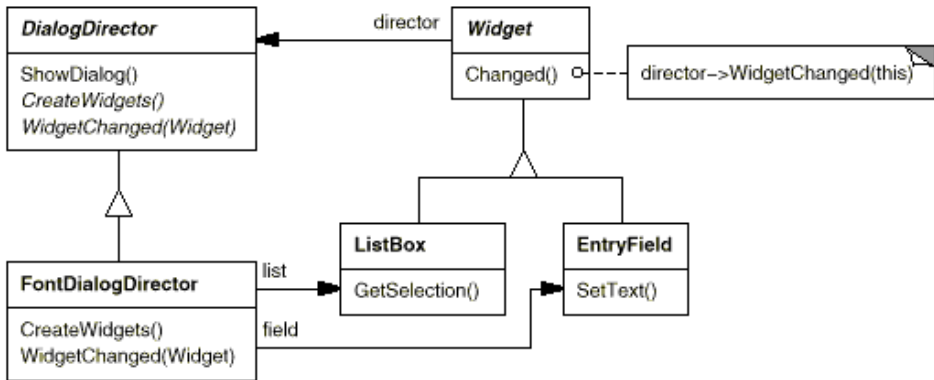 DialogDirector
ShowDialog()
CreateWidgets()
WidgetChanged(Widget)
director
Widget
Changed()
director->WidgetChanged(this)
ListBox
GetSelection()
EntryField
SetText()
FontDialogDirector
CreateWidgets()
WidgetChanged(Widget)
list
field